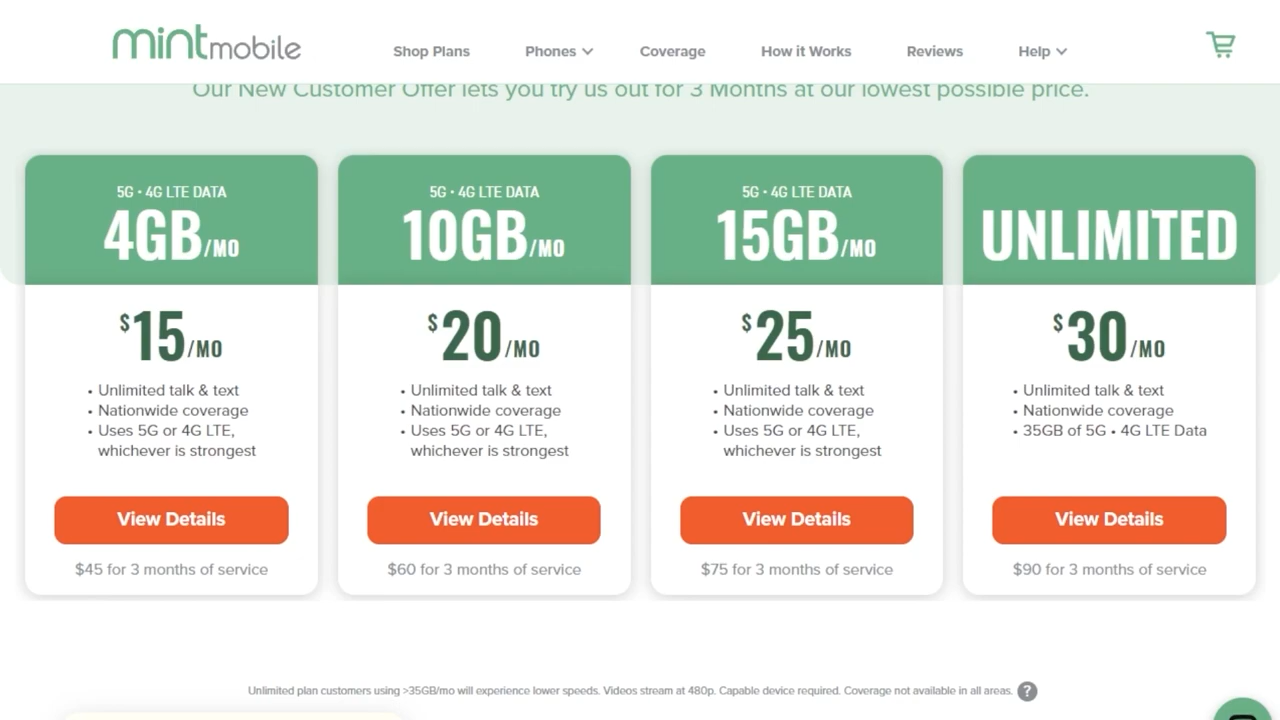 mintmobile
Shop Plans
Phones
Coverage
How it Works
Reviews
Help
Our New Customer Offer lets you try us out for 3 Months at our lowest possible price.
5G • 4G LTE DATA
4GB/MO
$15/MO
• Unlimited talk & text
• Nationwide coverage
• Uses 5G or 4G LTE,
whichever is strongest
View Details
$45 for 3 months of service
5G • 4G LTE DATA
10GB/MO
$20/MO
• Unlimited talk & text
• Nationwide coverage
• Uses 5G or 4G LTE,
whichever is strongest
View Details
$60 for 3 months of service
5G • 4G LTE DATA
15GB/MO
$25/MO
• Unlimited talk & text
• Nationwide coverage
• Uses 5G or 4G LTE,
whichever is strongest
View Details
$75 for 3 months of service
UNLIMITED
$30/MO
• Unlimited talk & text
• Nationwide coverage
• 35GB of 5G • 4G LTE Data
View Details
$90 for 3 months of service
Unlimited plan customers using >35GB/mo will experience lower speeds. Videos stream at 480p. Capable device required. Coverage not available in all areas. ?